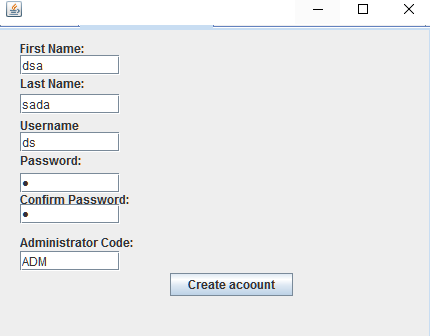 First Name:
dsa
Last Name:
sada
Username
ds
Password:
●
Confirm Password:
●
Administrator Code:
ADM
Create acoount